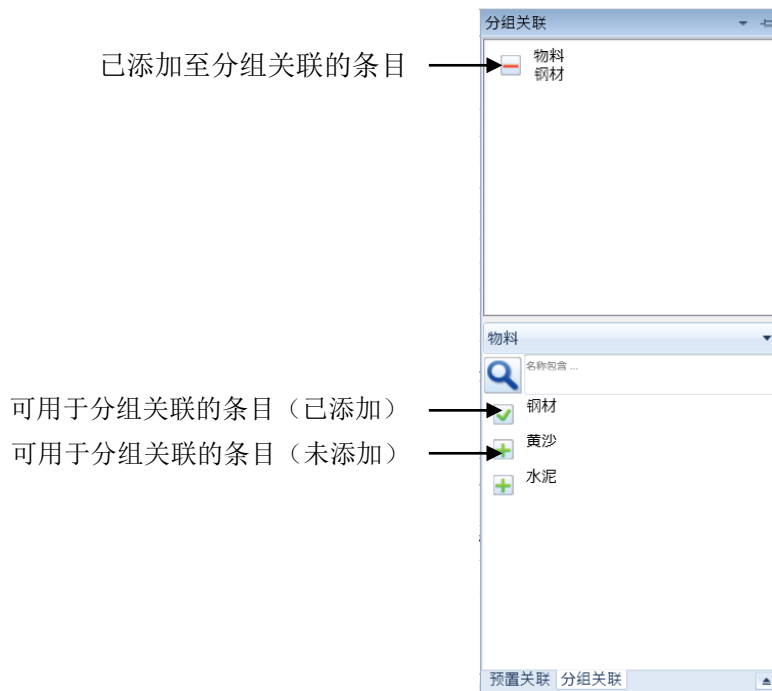 分组关联
已添加至分组关联的条目
物料
钢材
物料
名称包含 ...
可用于分组关联的条目（已添加）
钢材
可用于分组关联的条目（未添加）
黄沙
水泥
预置关联 分组关联